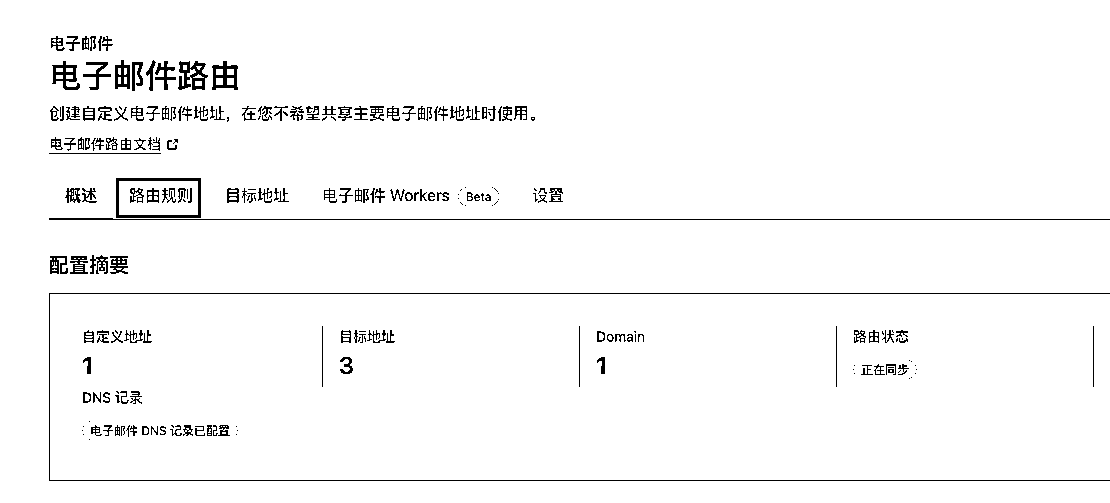 电子邮件
电子邮件路由
创建自定义电子邮件地址，在您不希望共享主要电子邮件地址时使用。
电子邮件路由文档
概述 路由规则 目标地址 电子邮件 Workers Beta 设置
配置摘要
自定义地址 目标地址 Domain 路由状态
1 3 1 正在同步
DNS 记录
电子邮件 DNS 记录已配置